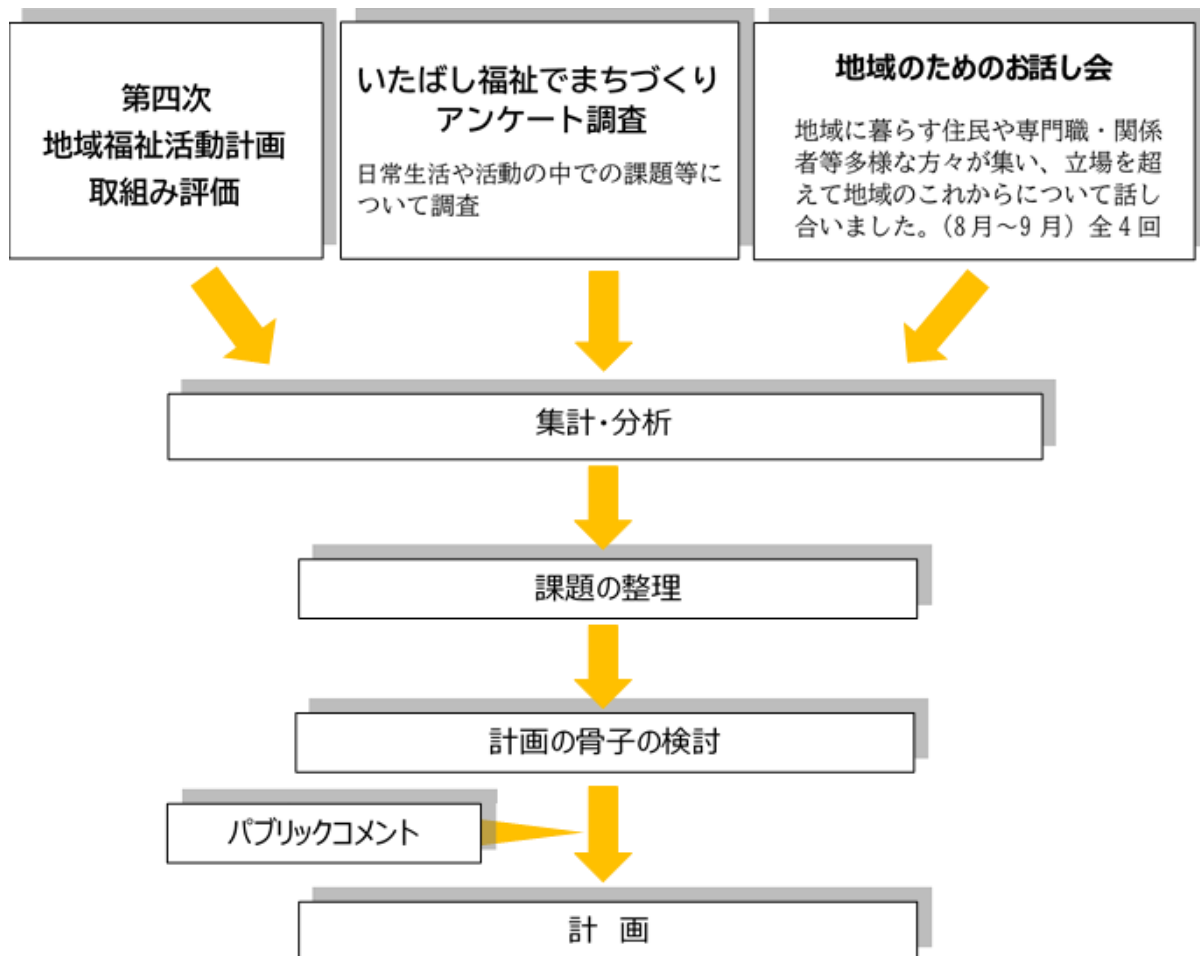 第四次
地域福祉活動計画
取組み評価
いたばし福祉でまちづくり
アンケート調査
日常生活や活動の中での課題等に
ついて調査
地域のためのお話し会
地域に暮らす住民や専門職・関係
者等多様な方々が集い、立場を超
えて地域のこれからについて話し
合いました。(8月～9月) 全4回
集計・分析
課題の整理
計画の骨子の検討
パブリックコメント
計　画